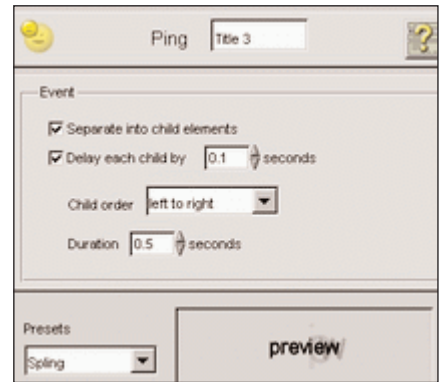 Ping Title 3 ?
Event
Separate into child elements
Delay each child by 0.1 seconds
Child order left to right
Duration 0.5 seconds
Presets
Spling
preview